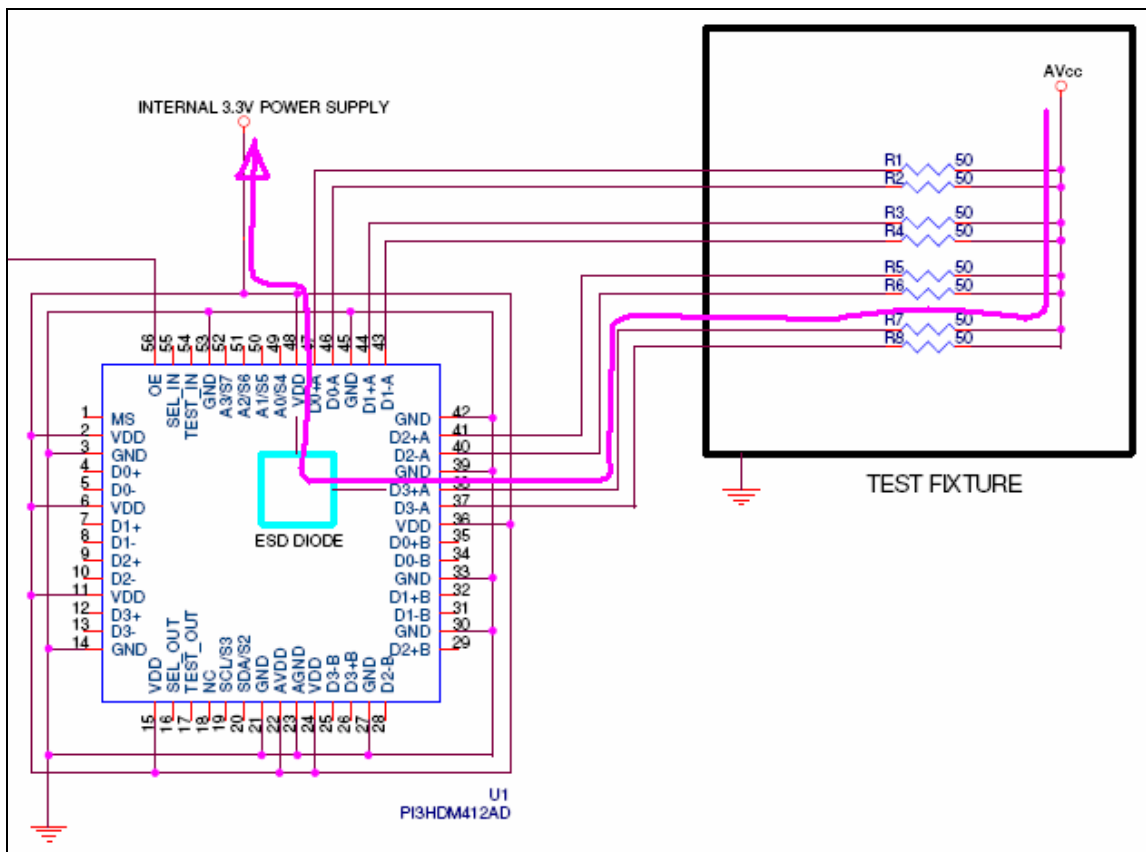 AVcc
INTERNAL 3.3V POWER SUPPLY
R1 50
R2 50
R3 50
R4 50
R5 50
R6 50
R7 50
R8 50
TEST FIXTURE
56 55 54 53 52 51 50 49 48 47 46 45 44 43
OE SEL_IN TEST_IN GND A3/S7 A2/S6 A1/S5 A0/S4 VDD D0+A D0-A GND D1+A D1-A
1 MS
2 VDD
3 GND
4 D0+
5 D0-
6 VDD
7 D1+
8 D1-
9 D2+
10 D2-
11 VDD
12 D3+
13 D3-
14 GND
ESD DIODE
GND 42
D2+A 41
D2-A 40
GND 39
D3+A 38
D3-A 37
VDD 36
D0+B 35
D0-B 34
GND 33
D1+B 32
D1-B 31
GND 30
D2+B 29
VDD SEL_OUT TEST_OUT NC SCL/S3 SDA/S2 GND AVDD AGND VDD D3-B D3+B GND D2-B
15 16 17 18 19 20 21 22 23 24 25 26 27 28
U1
PI3HDM412AD